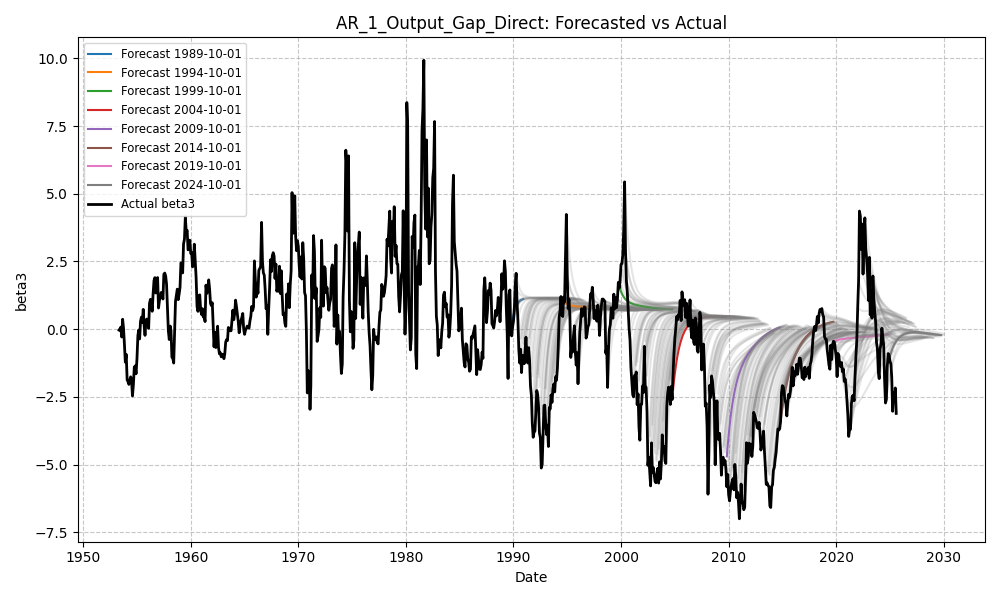 AR_1_Output_Gap_Direct: Forecasted vs Actual
Forecast 1989-10-01
Forecast 1994-10-01
Forecast 1999-10-01
Forecast 2004-10-01
Forecast 2009-10-01
Forecast 2014-10-01
Forecast 2019-10-01
Forecast 2024-10-01
Actual beta3
beta3
10.0
7.5
5.0
2.5
0.0
−2.5
−5.0
−7.5
1950 1960 1970 1980 1990 2000 2010 2020 2030
Date